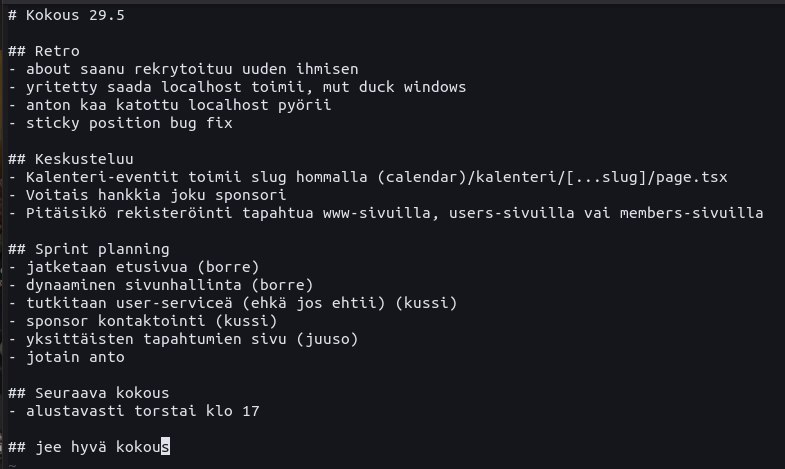 # Kokous 29.5
## Retro
- about saanu rekrytoituu uuden ihmisen
- yritetty saada localhost toimii, mut duck windows
- anton kaa katottu localhost pyörii
- sticky position bug fix
## Keskusteluu
- Kalenteri-eventit toimii slug hommalla (calendar)/kalenteri/[...slug]/page.tsx
- Voitais hankkia joku sponsori
- Pitäisikö rekisteröinti tapahtua www-sivuilla, users-sivuilla vai members-sivuilla
## Sprint planning
- jatketaan etusivua (borre)
- dynaaminen sivunhallinta (borre)
- tutkitaan user-serviceä (ehkä jos ehtii) (kussi)
- sponsor kontaktointi (kussi)
- yksittäisten tapahtumien sivu (juuso)
- jotain anto
## Seuraava kokous
- alustavasti torstai klo 17
## jee hyvä kokous
~